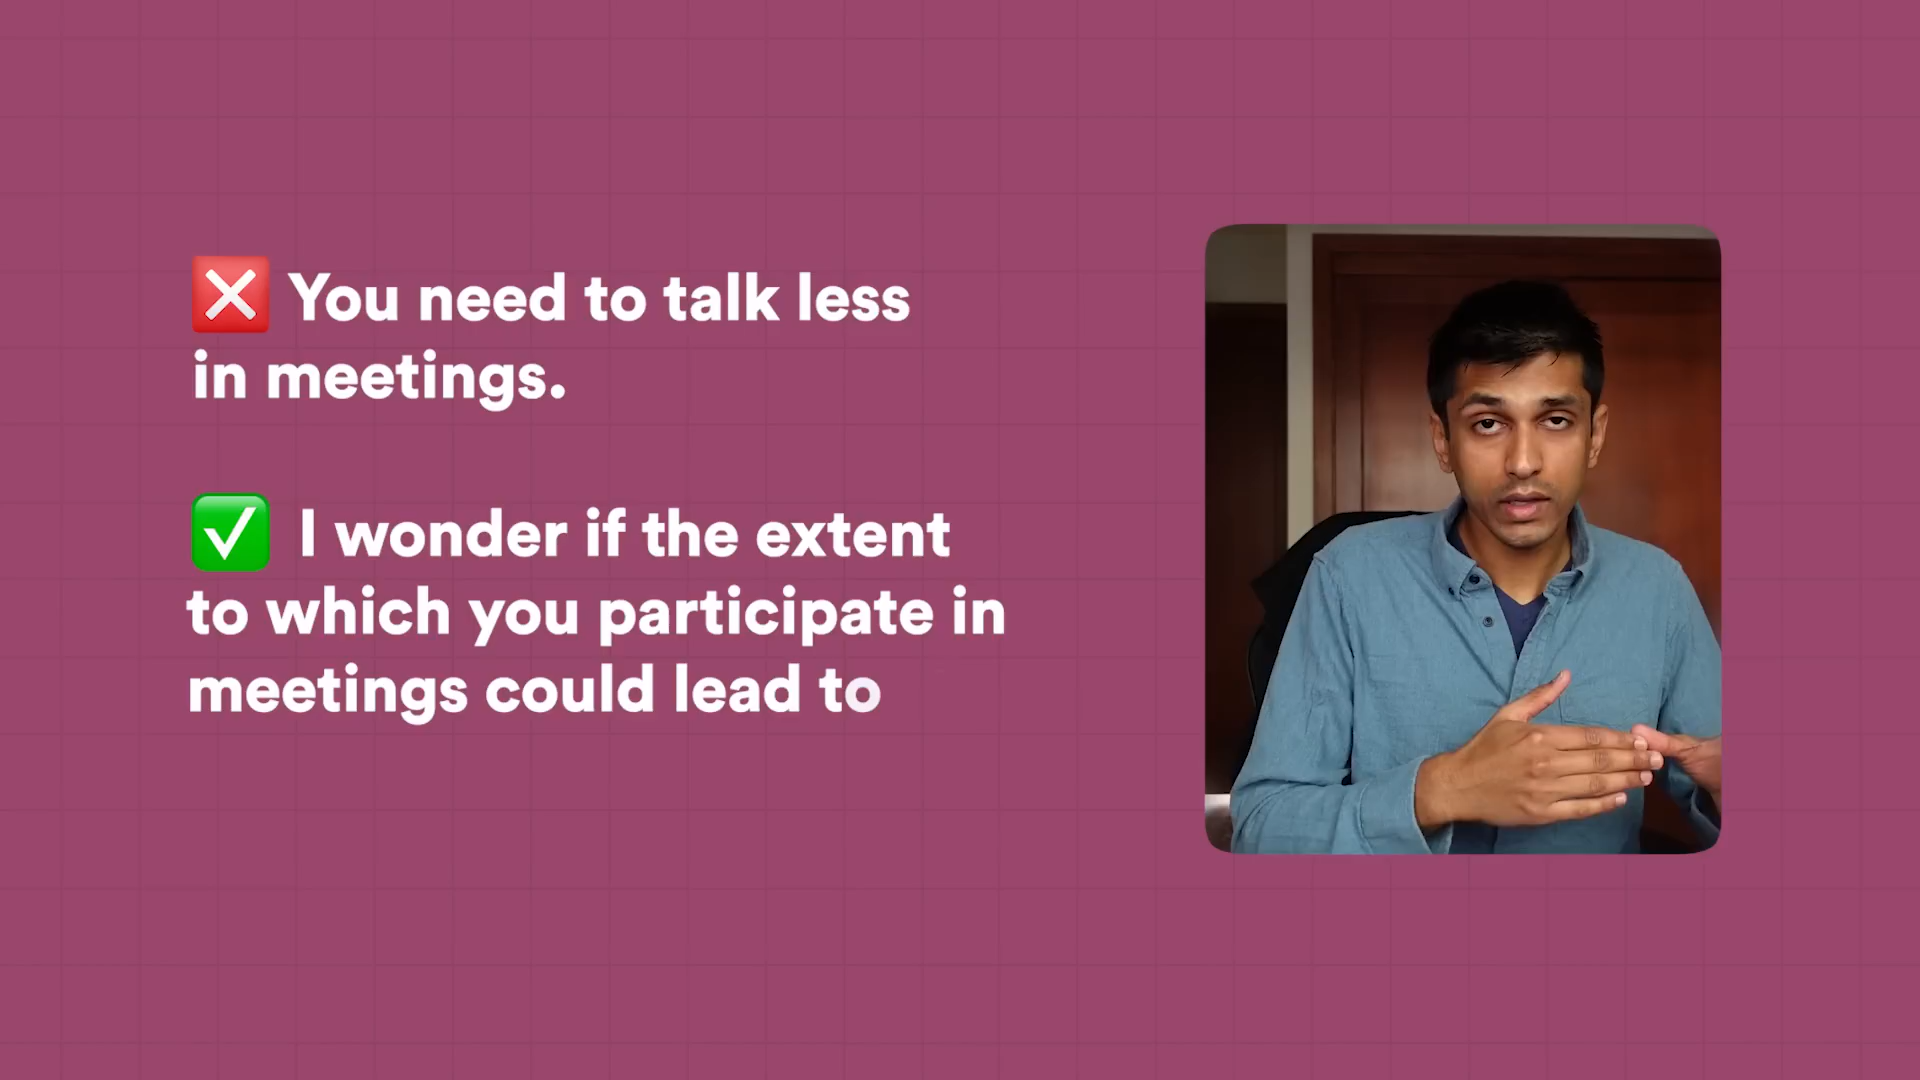 ❌ You need to talk less
in meetings.
✅ I wonder if the extent
to which you participate in
meetings could lead to